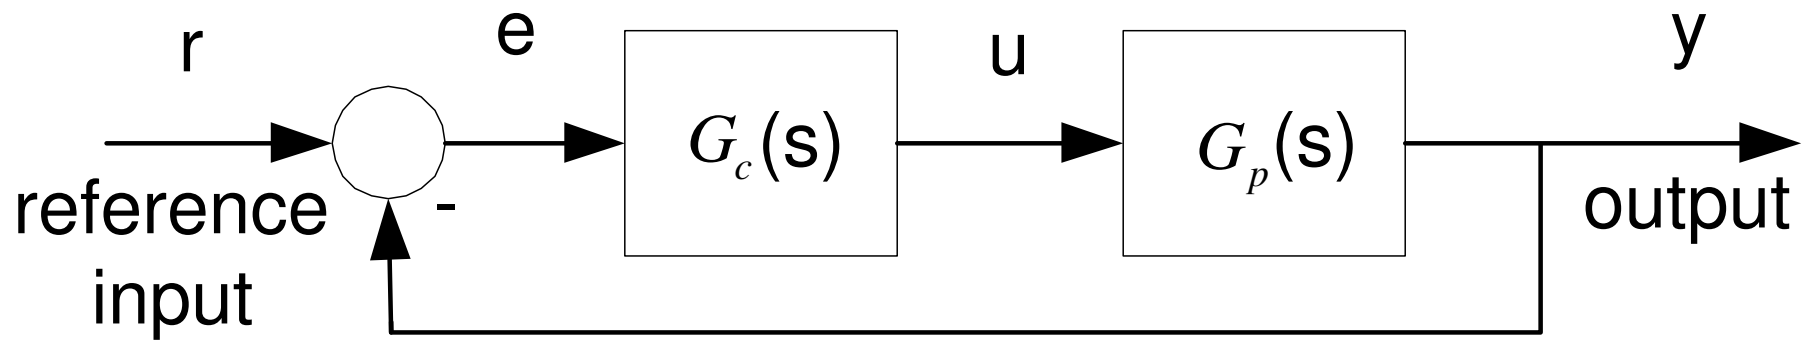 r
e
u
y
G_c(s)
G_p(s)
reference
input
-
output